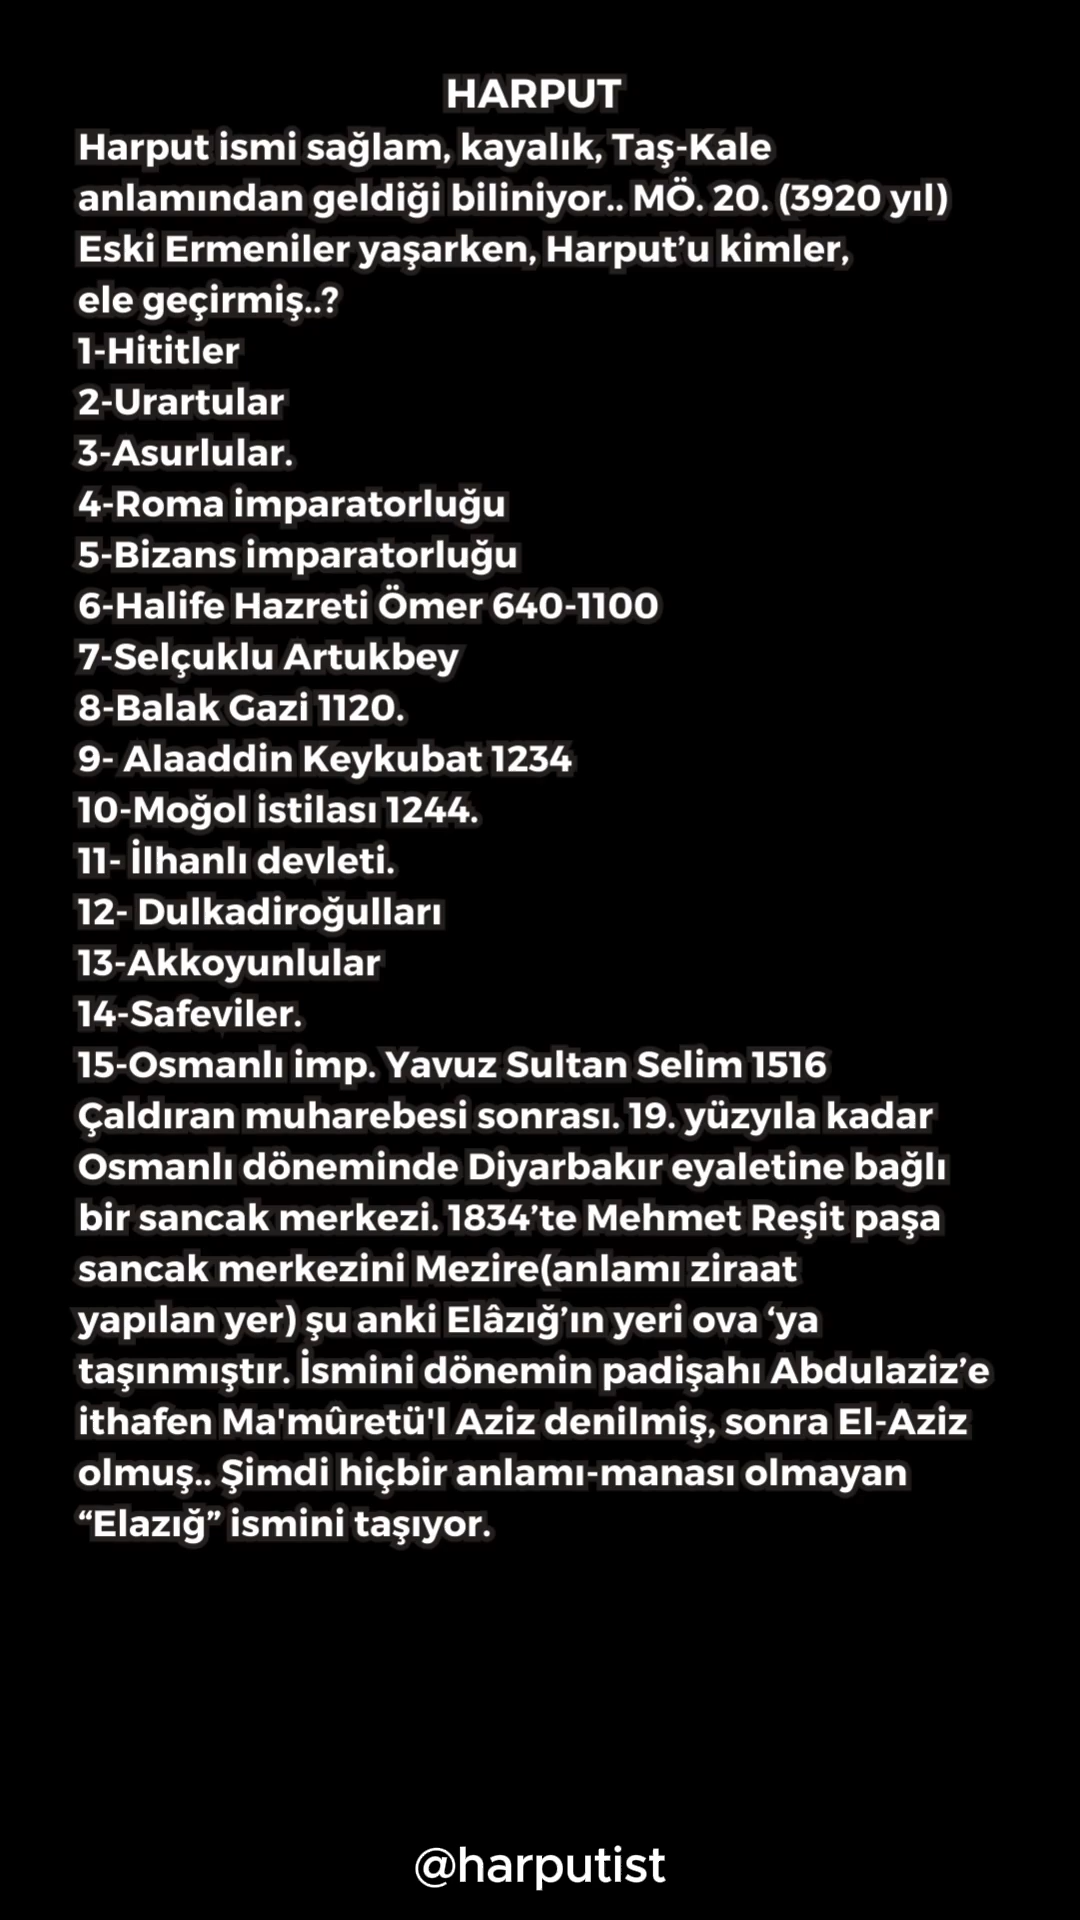 HARPUT
Harput ismi sağlam, kayalık, Taş-Kale
anlamından geldiği biliniyor.. MÖ. 20. (3920 yıl)
Eski Ermeniler yaşarken, Harput’u kimler,
ele geçirmiş..?
1-Hititler
2-Urartular
3-Asurlular.
4-Roma imparatorluğu
5-Bizans imparatorluğu
6-Halife Hazreti Ömer 640-1100
7-Selçuklu Artukbey
8-Balak Gazi 1120.
9- Alaaddin Keykubat 1234
10-Moğol istilası 1244.
11- İlhanlı devleti.
12- Dulkadiroğulları
13-Akkoyunlular
14-Safeviler.
15-Osmanlı imp. Yavuz Sultan Selim 1516
Çaldıran muharebesi sonrası. 19. yüzyıla kadar
Osmanlı döneminde Diyarbakır eyaletine bağlı
bir sancak merkezi. 1834’te Mehmet Reşit paşa
sancak merkezini Mezire(anlamı ziraat
yapılan yer) şu anki Elâzığ’ın yeri ova ‘ya
taşınmıştır. İsmini dönemin padişahı Abdulaziz’e
ithafen Ma'mûretü'l Aziz denilmiş, sonra El-Aziz
olmuş.. Şimdi hiçbir anlamı-manası olmayan
“Elazığ” ismini taşıyor.
@harputist